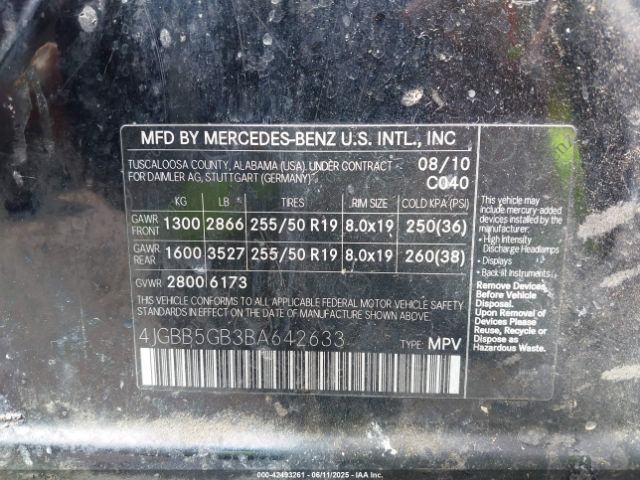 MFD BY MERCEDES-BENZ U.S. INTL., INC
TUSCALOOSA COUNTY, ALABAMA (USA) UNDER CONTRACT 08/10
FOR DAIMLER AG, STUTTGART (GERMANY) C040
KG LB TIRES RIM SIZE COLD KPA (PSI)
GAWR FRONT 1300 2866 255/50 R19 8.0x19 250(36)
GAWR REAR 1600 3527 255/50 R19 8.0x19 260(38)
GVWR 2800 6173
THIS VEHICLE CONFORMS TO ALL APPLICABLE FEDERAL MOTOR VEHICLE SAFETY
STANDARDS IN EFFECT ON THE DATE OF MANUFACTURE SHOWN ABOVE.
4JGBB5GB3BA642633 TYPE: MPV
This vehicle may
include mercury-added
devices installed by the
manufacturer:
• High Intensity
Discharge Headlamps
• Displays
• Back-lit Instruments
Remove Devices,
Before Vehicle
Disposal.
Upon Removal of
Devices Please,
Reuse, Recycle or
Dispose as
Hazardous Waste.
000-42493261 - 06/11/2025 - IAA Inc.